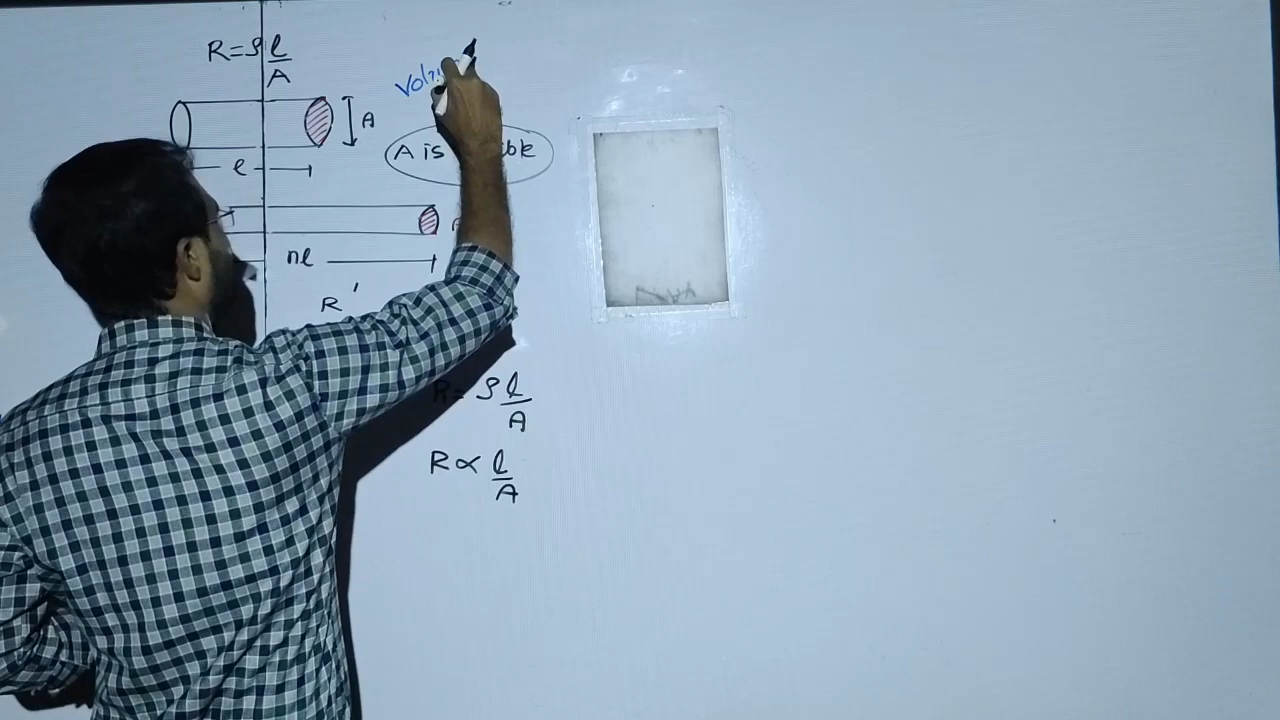 R=ρ l/A
A
l
A is
nl
R'
R= ρ l/A
R ∝ l/A